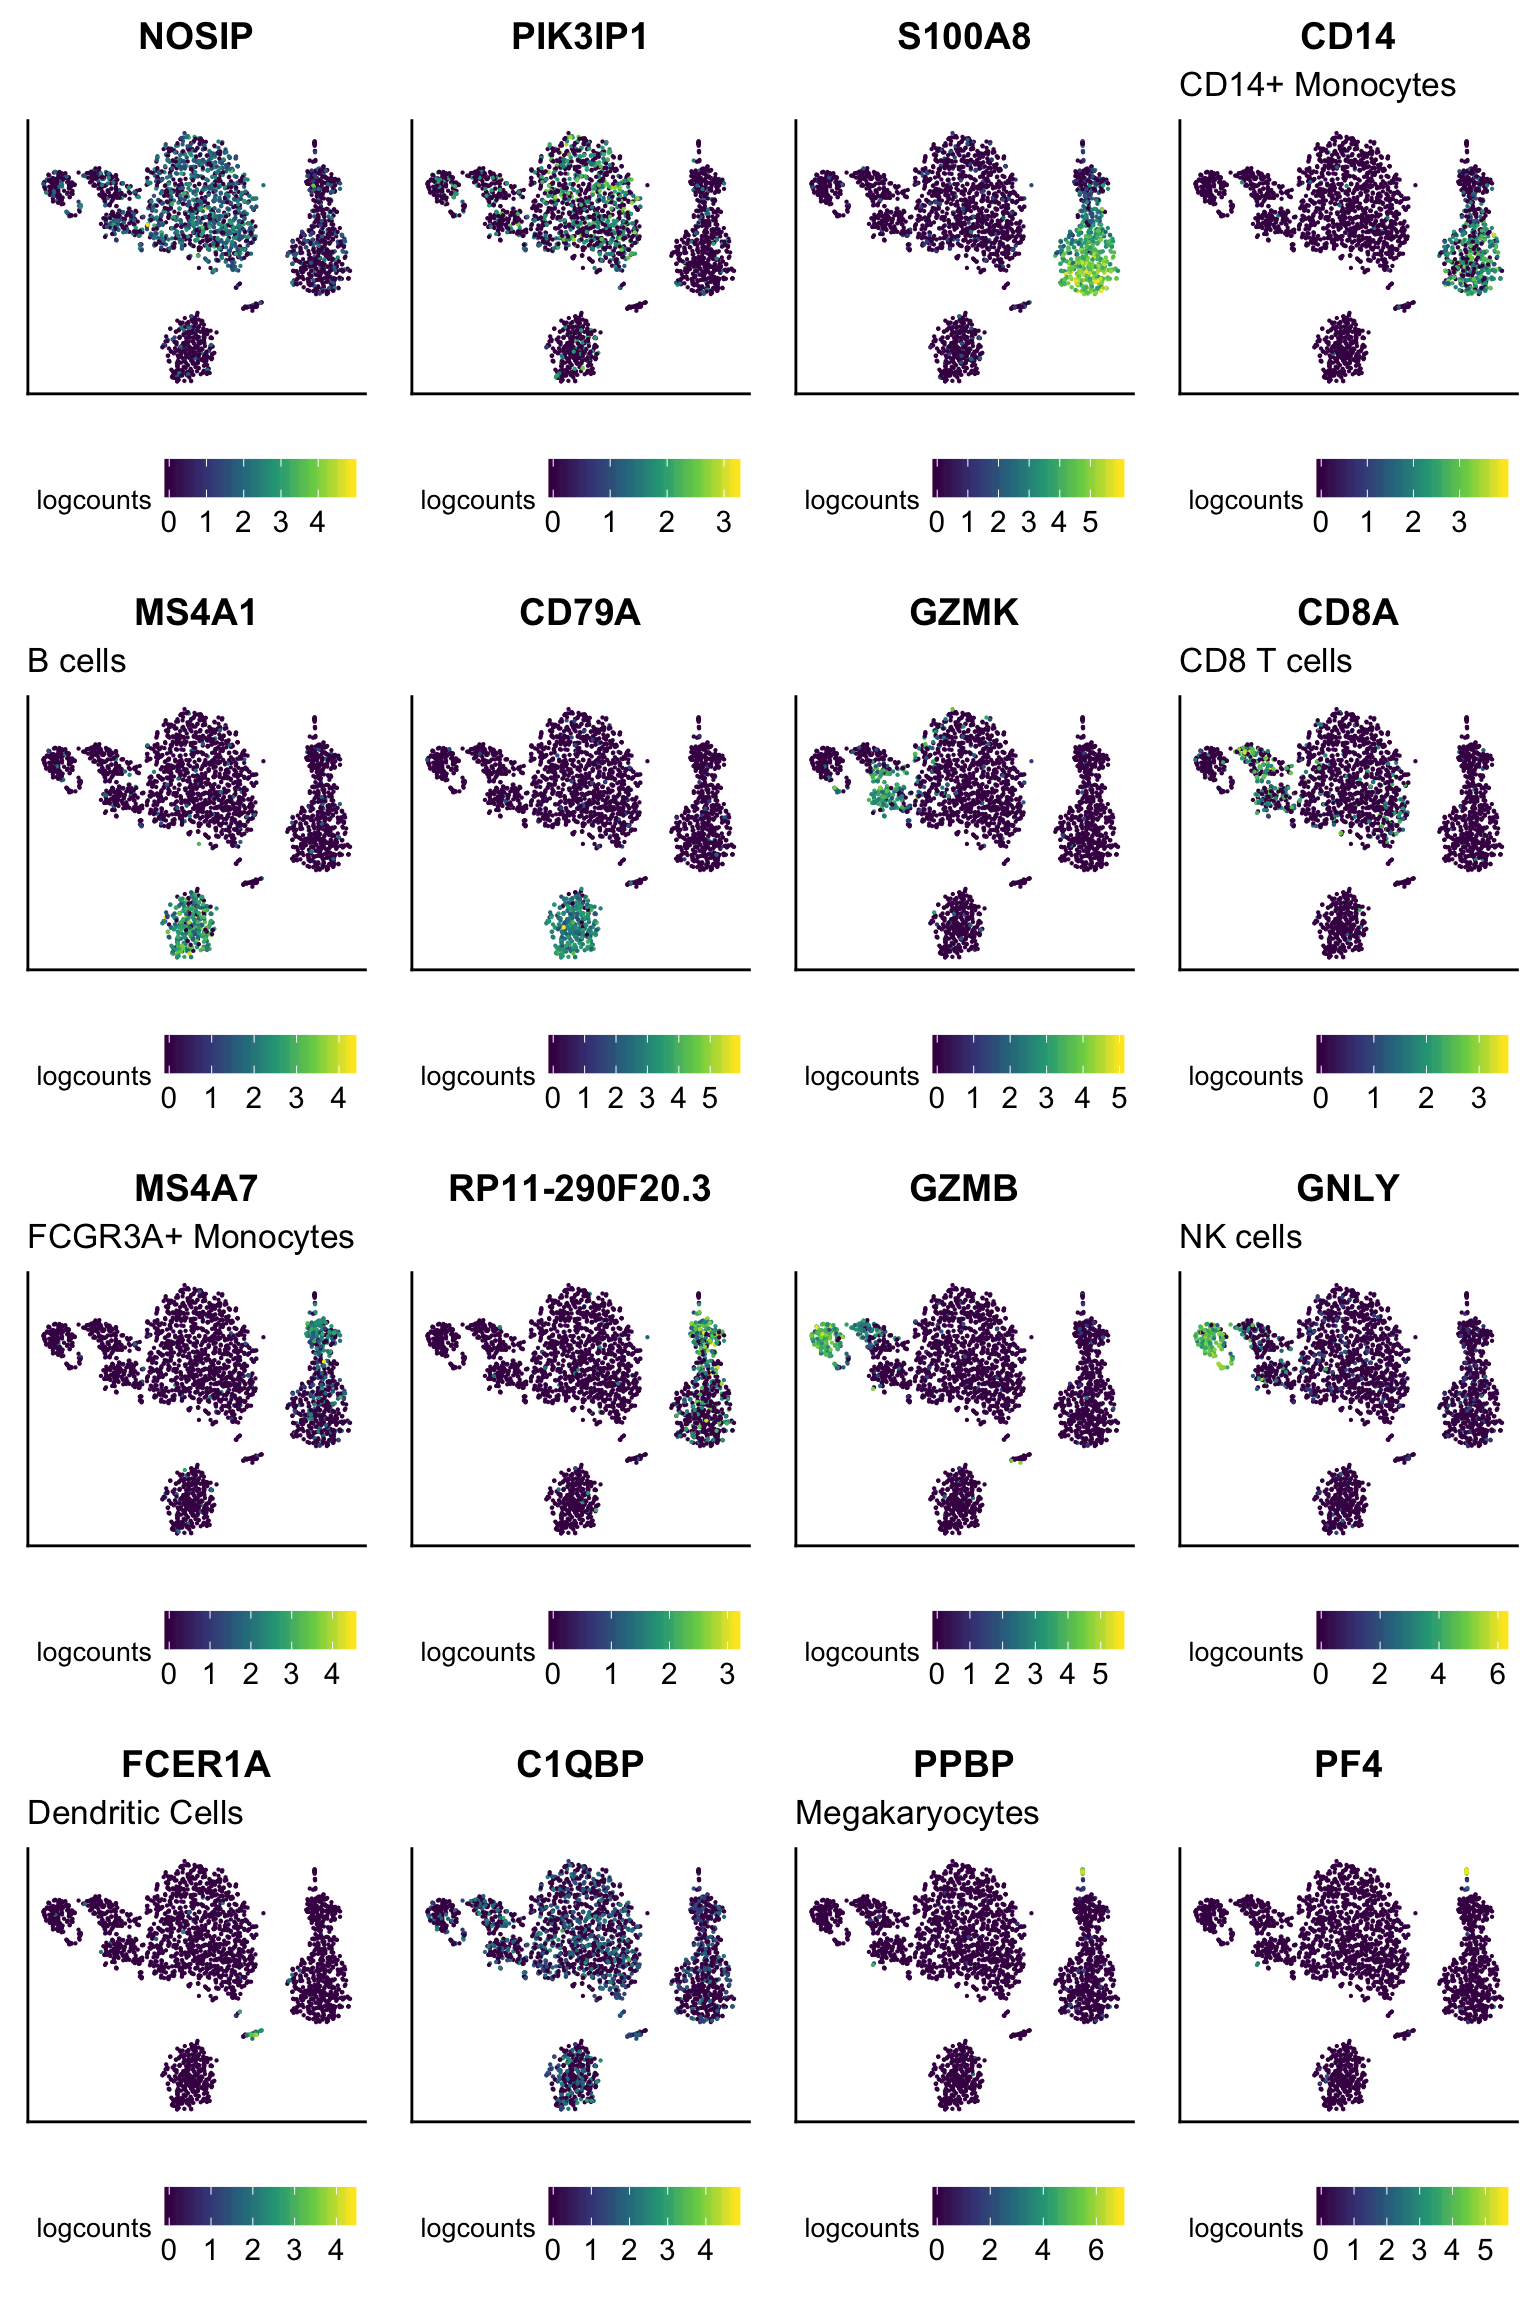 NOSIP PIK3IP1 S100A8 CD14
CD14+ Monocytes
logcounts 0 1 2 3 4 logcounts 0 1 2 3 logcounts 0 1 2 3 4 5 logcounts 0 1 2 3
MS4A1 CD79A GZMK CD8A
B cells CD8 T cells
logcounts 0 1 2 3 4 logcounts 0 1 2 3 4 5 logcounts 0 1 2 3 4 5 logcounts 0 1 2 3
MS4A7 RP11-290F20.3 GZMB GNLY
FCGR3A+ Monocytes NK cells
logcounts 0 1 2 3 4 logcounts 0 1 2 3 logcounts 0 1 2 3 4 5 logcounts 0 2 4 6
FCER1A C1QBP PPBP PF4
Dendritic Cells Megakaryocytes
logcounts 0 1 2 3 4 logcounts 0 1 2 3 4 logcounts 0 2 4 6 logcounts 0 1 2 3 4 5